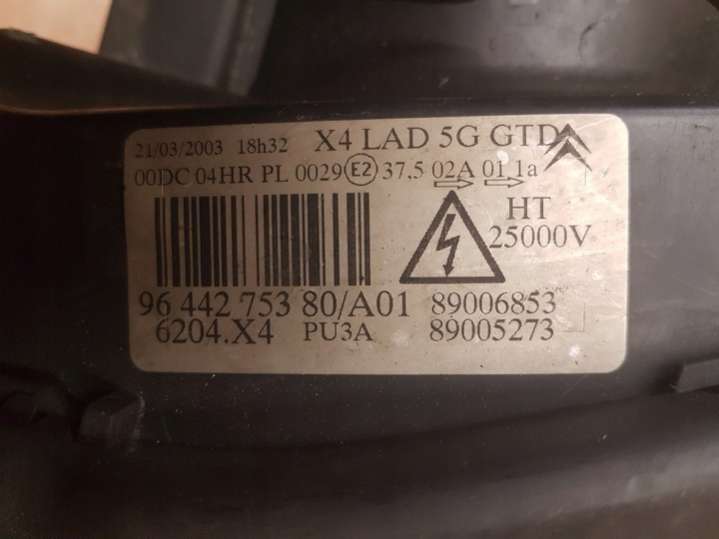 21/03/2003 18h32 X4 LAD 5G GTD
00DC 04HR PL 0029 E2 37,5 02A 01 1a
HT
25000V
96 442 753 80/A01 89006853
6204.X4 PU3A 89005273